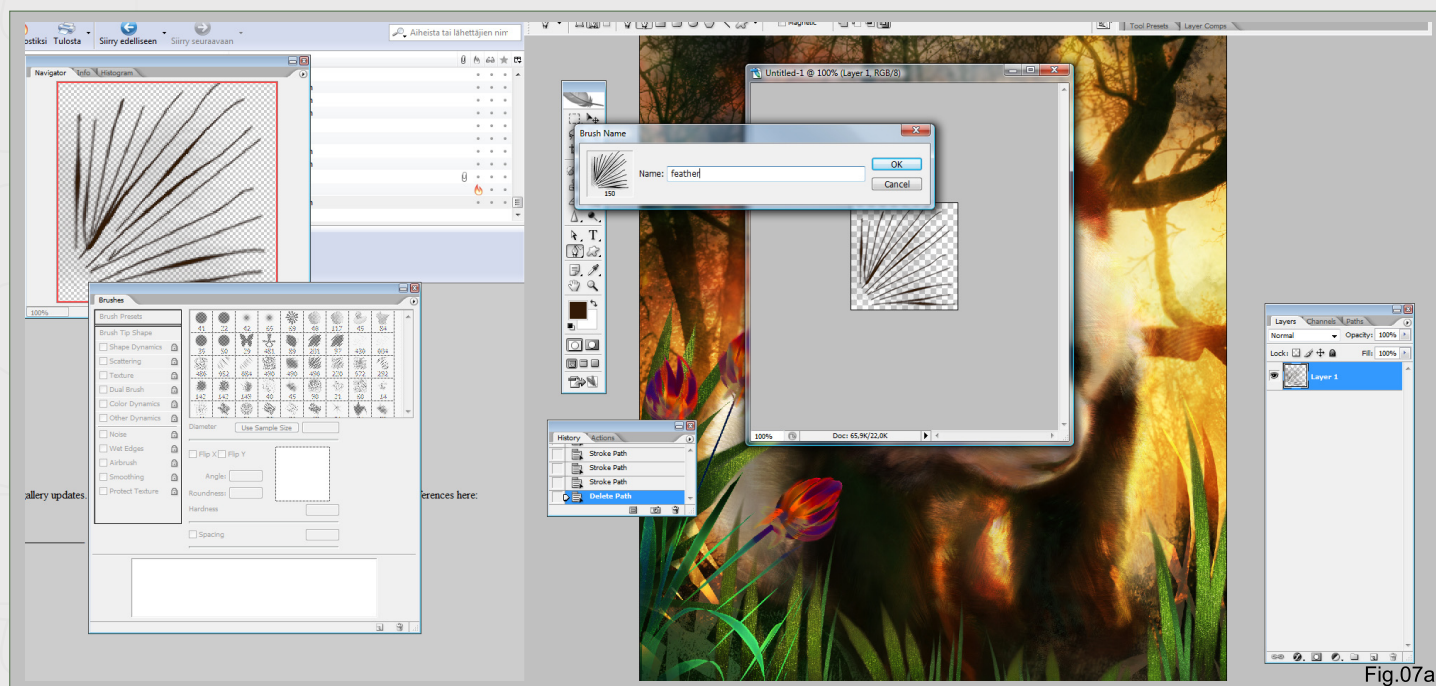 ostiksi Tulosta Siirry edelliseen Siirry seuraavaan
Aiheista tai lähettäjien nim
Magnetic
Tool Presets Layer Comps
Navigator Info Histogram
100%
Untitled-1 @ 100% (Layer 1, RGB/8)
Brush Name
150
Name: feather
OK
Cancel
100% Doc: 65,9K/22,0K
Brushes
Brush Presets
Brush Tip Shape
Shape Dynamics
Scattering
Texture
Dual Brush
Color Dynamics
Other Dynamics
Noise
Wet Edges
Airbrush
Smoothing
Protect Texture
Diameter Use Sample Size
Flip X Flip Y
Angle:
Roundness:
Hardness
Spacing
allery updates.
erences here:
History Actions
Stroke Path
Stroke Path
Stroke Path
Delete Path
Layers Channels Paths
Normal Opacity: 100%
Lock: Fill: 100%
Layer 1
Fig.07a